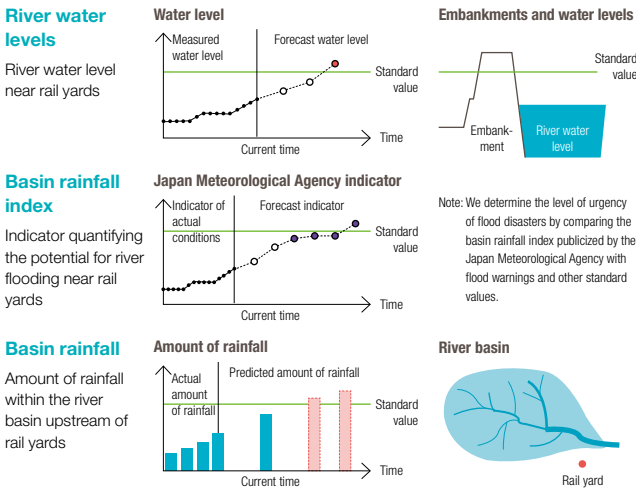 River water
levels
River water level
near rail yards
Water level
Measured
water level
Forecast water level
Standard
value
Time
Current time
Embankments and water levels
Standard
value
Embank-
ment
River water
level
Basin rainfall
index
Indicator quantifying
the potential for river
flooding near rail
yards
Japan Meteorological Agency indicator
Indicator of
actual
conditions
Forecast indicator
Standard
value
Time
Current time
Note: We determine the level of urgency
of flood disasters by comparing the
basin rainfall index publicized by the
Japan Meteorological Agency with
flood warnings and other standard
values.
Basin rainfall
Amount of rainfall
within the river
basin upstream of
rail yards
Amount of rainfall
Actual
amount
of rainfall
Predicted amount of rainfall
Standard
value
Time
Current time
River basin
Rail yard